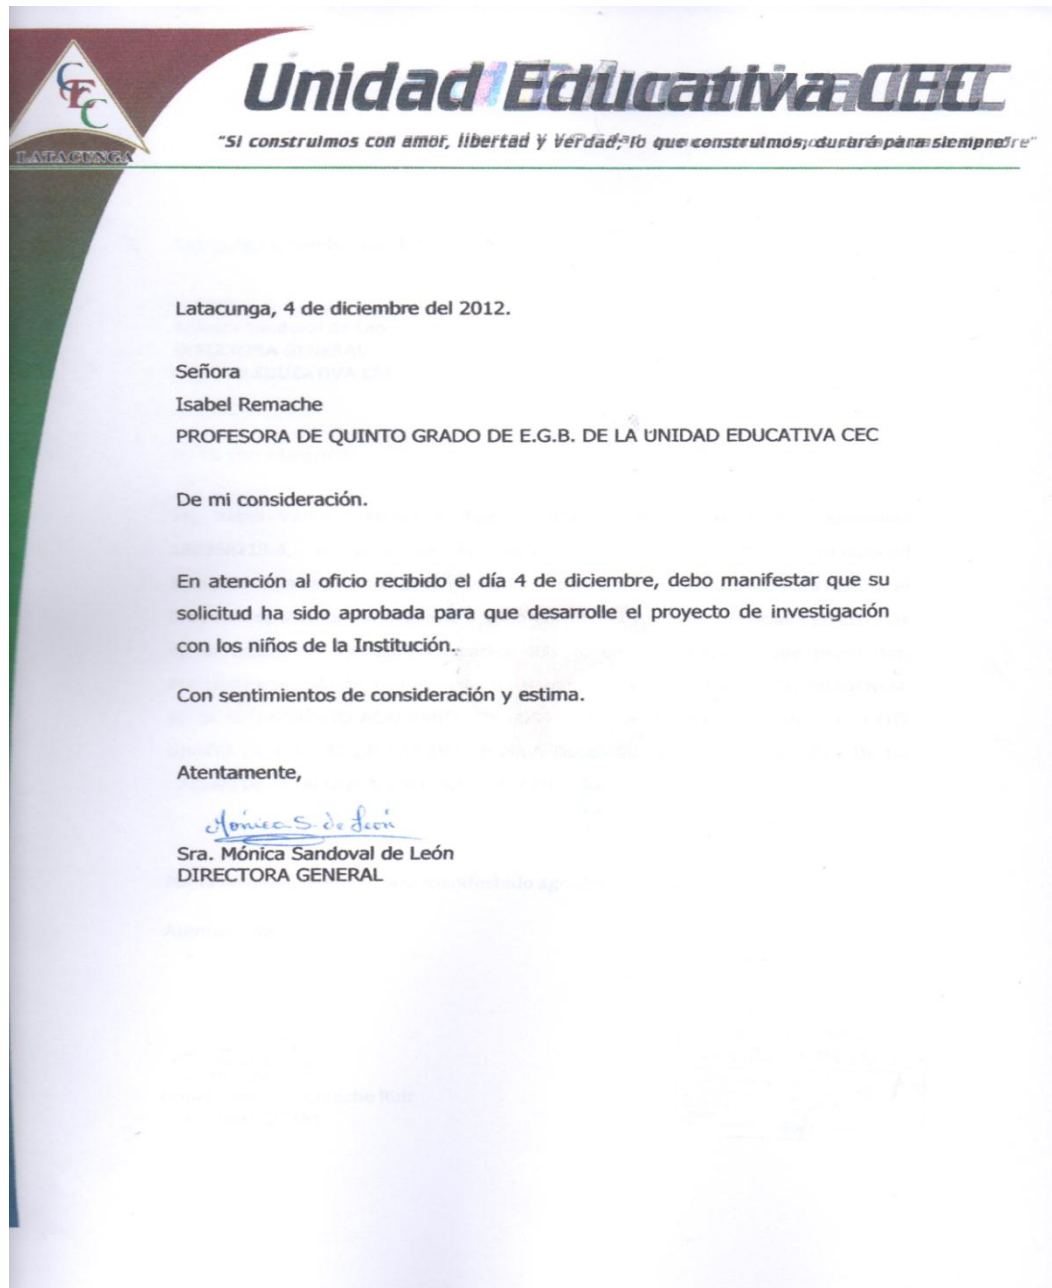 CEC
LATACUNGA
Unidad Educativa CEC
"Si construimos con amor, libertad y verdad, lo que construimos, durará para siempre"
Latacunga, 4 de diciembre del 2012.
Señora
Isabel Remache
PROFESORA DE QUINTO GRADO DE E.G.B. DE LA UNIDAD EDUCATIVA CEC
De mi consideración.
En atención al oficio recibido el día 4 de diciembre, debo manifestar que su
solicitud ha sido aprobada para que desarrolle el proyecto de investigación
con los niños de la Institución.
Con sentimientos de consideración y estima.
Atentamente,
Mónica S. de León
Sra. Mónica Sandoval de León
DIRECTORA GENERAL